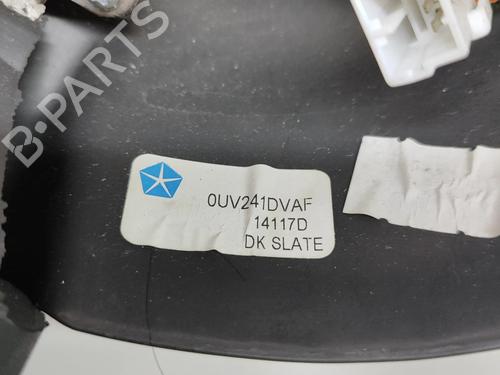 B-PARTS
0UV241DVAF
14117D
DK SLATE